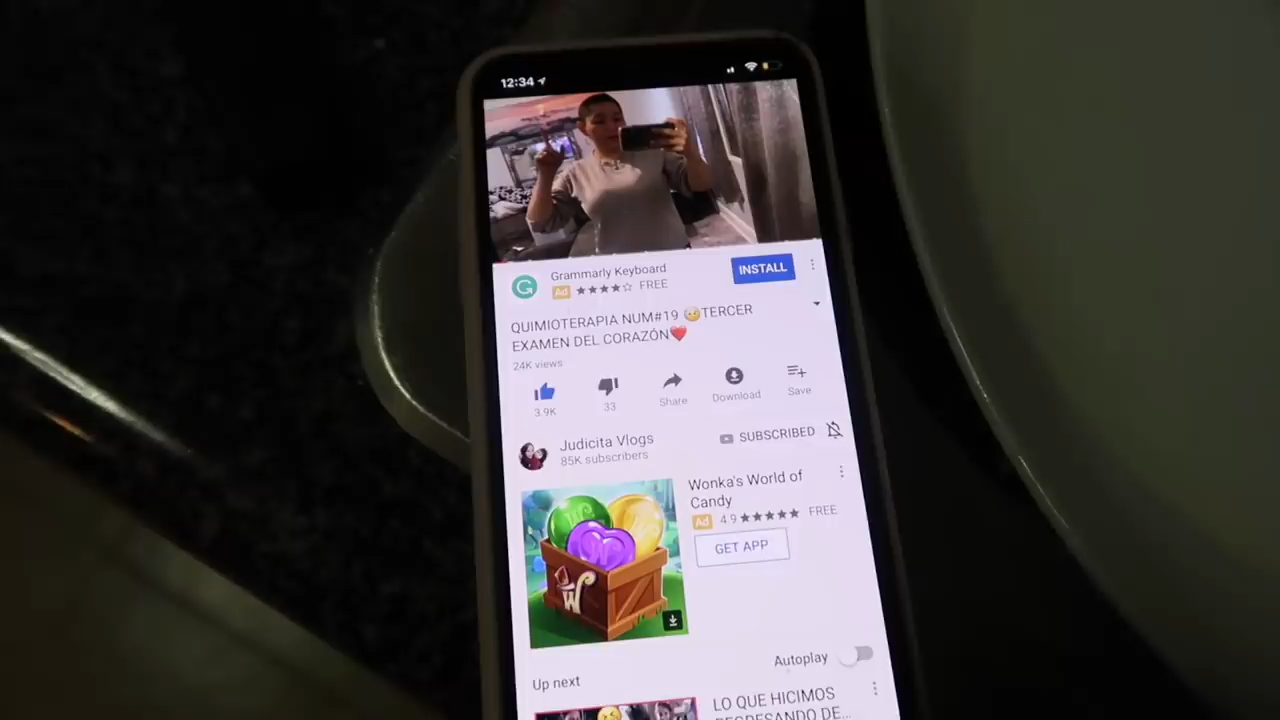 12:34
Grammarly Keyboard
INSTALL
Ad ★★★★☆ FREE
QUIMIOTERAPIA NUM#19 🤕TERCER
EXAMEN DEL CORAZÓN❤️
24K views
3.9K
33
Share
Download
Save
Judicita Vlogs
85K subscribers
SUBSCRIBED
Wonka's World of
Candy
Ad 4.9 ★★★★★ FREE
GET APP
W
Autoplay
Up next
LO QUE HICIMOS
REGRESANDO DE...